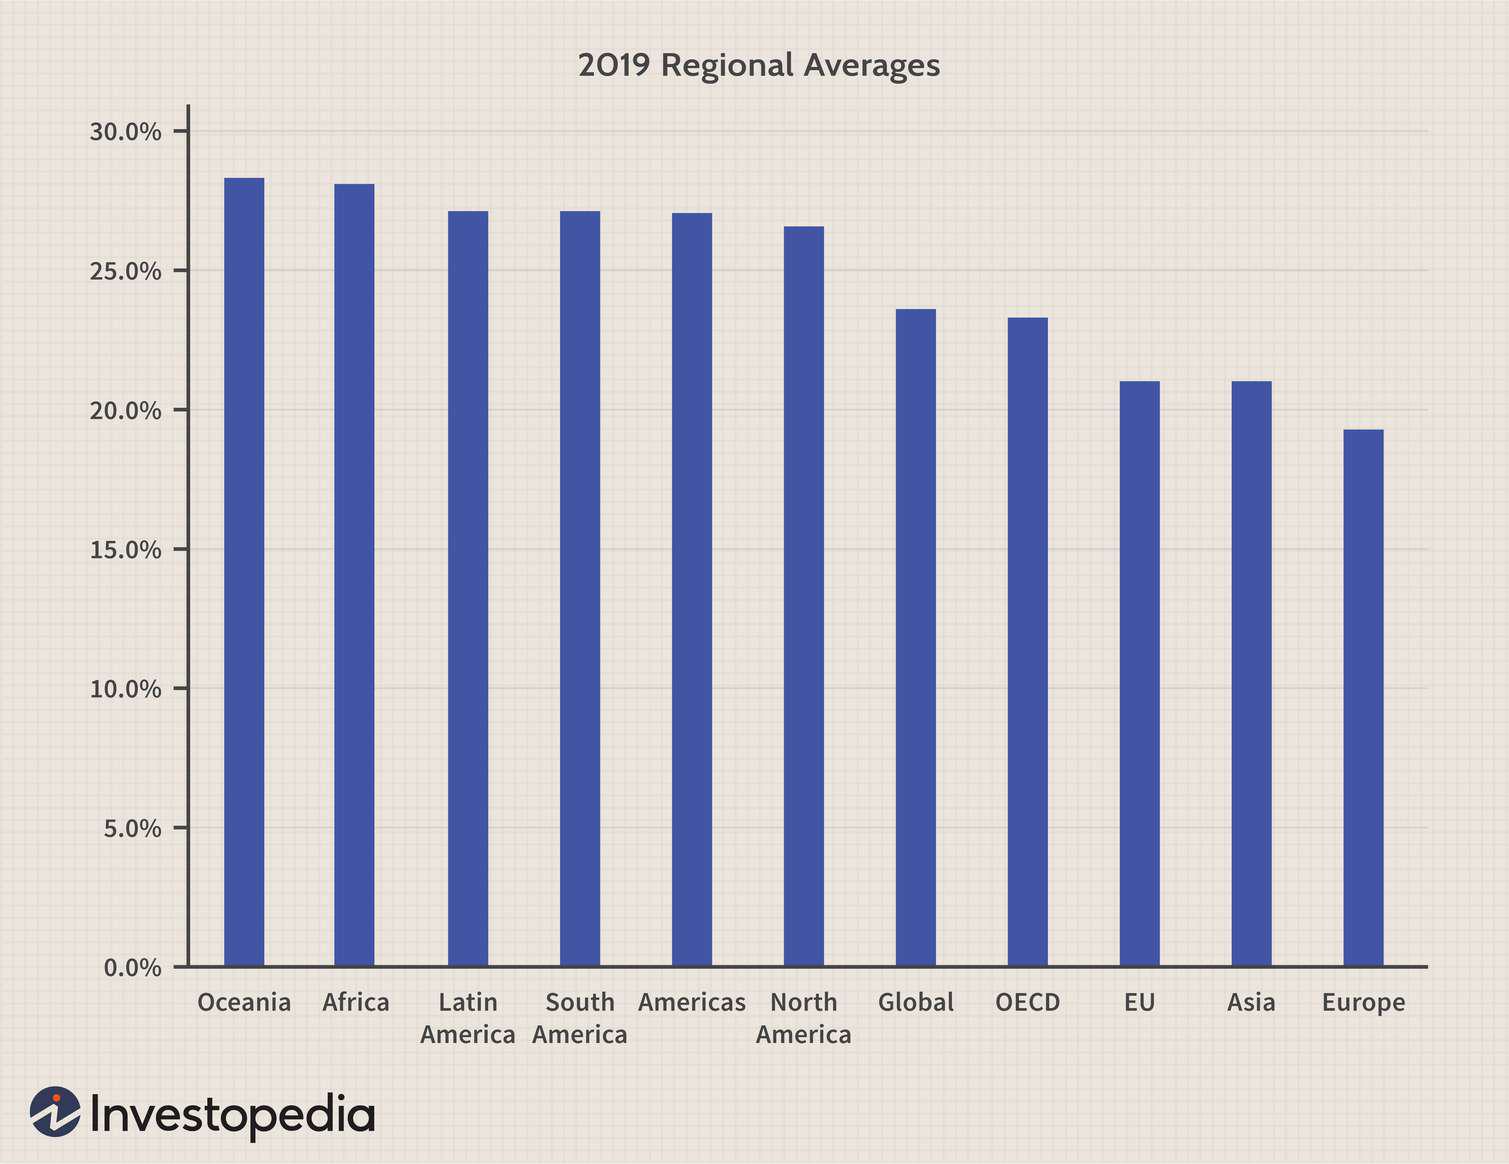 2019 Regional Averages
30.0%
25.0%
20.0%
15.0%
10.0%
5.0%
0.0%
Oceania Africa Latin America South America Americas North America Global OECD EU Asia Europe
Investopedia